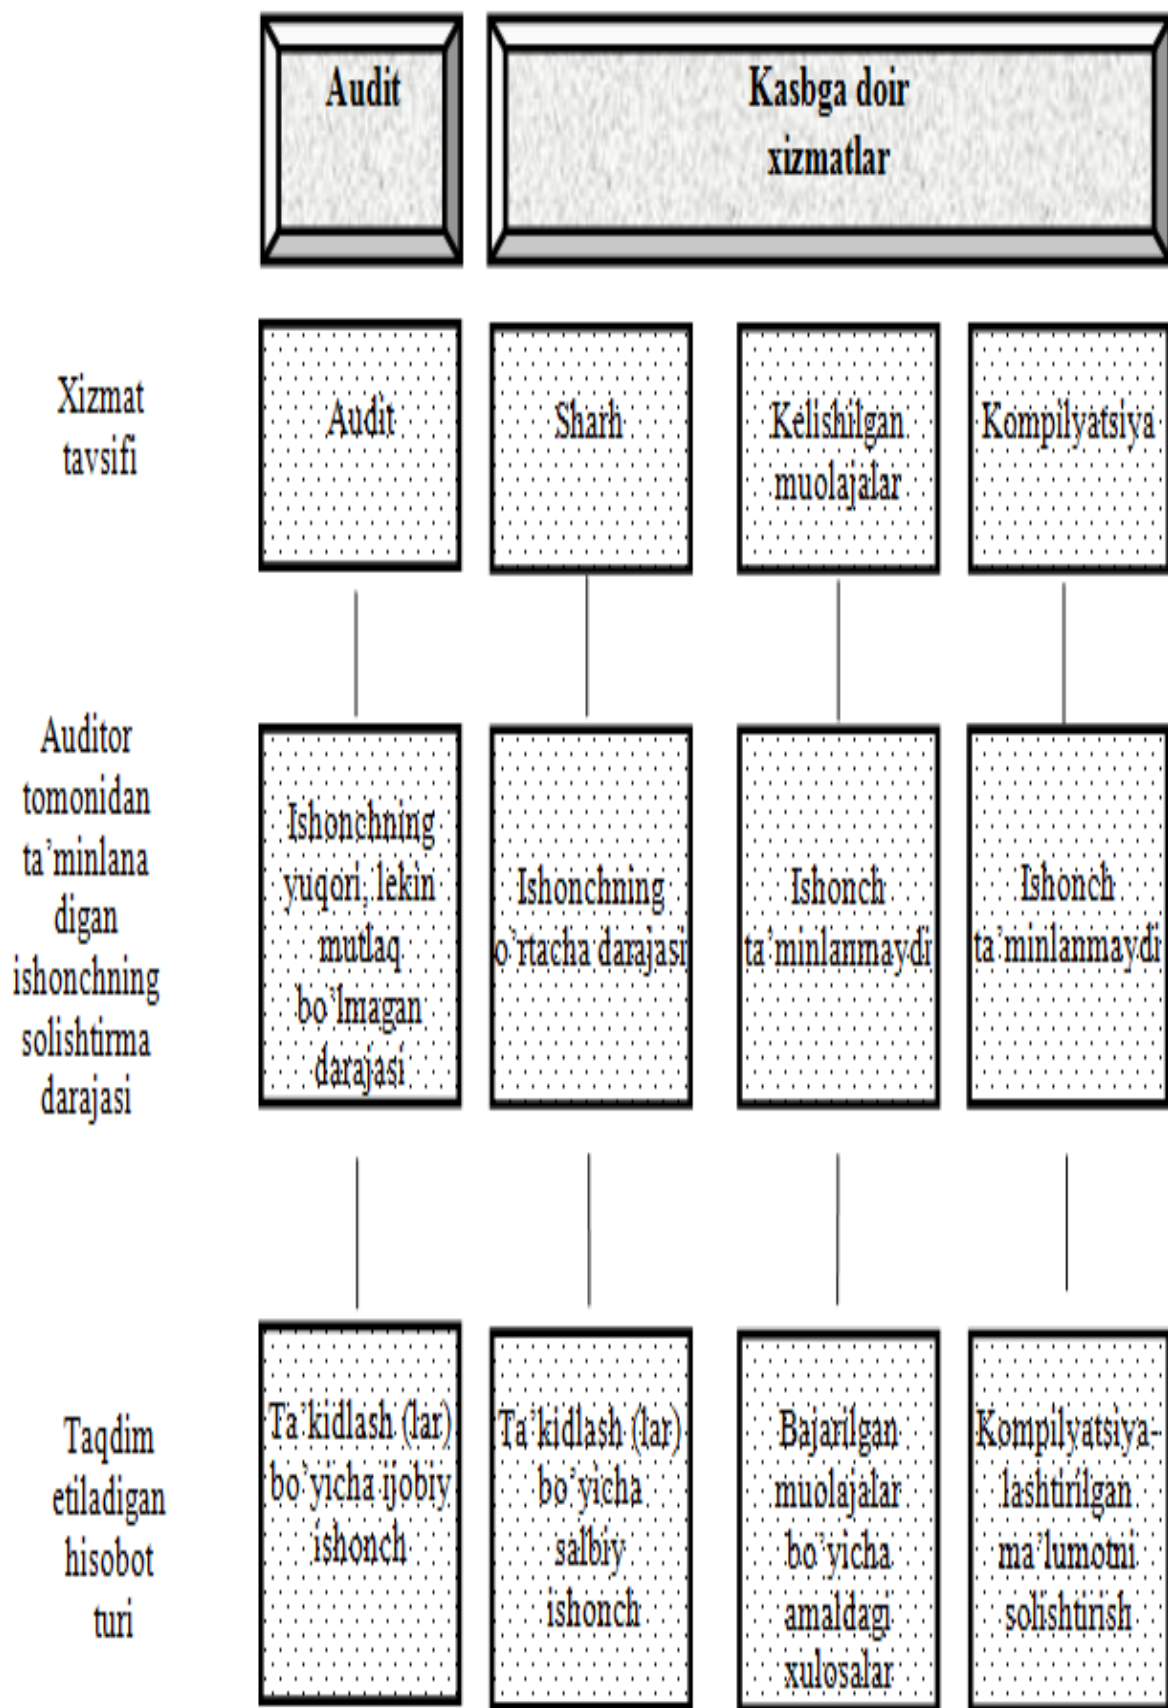 Audit
Kasbga doir
xizmatlar
Xizmat
tavsifi
Audit
Sharh
Kelishilgan
muolajalar
Kompilyatsiya
Auditor
tomonidan
ta’minlana
digan
ishonchning
solishtirma
darajasi
Ishonchning
yuqori, lekin
mutlaq
bo’lmagan
darajasi
Ishonchning
o’rtacha darajasi
Ishonch
ta’minlanmaydi
Ishonch
ta’minlanmaydi
Taqdim
etiladigan
hisobot
turi
Ta’kidlash (lar)
bo’yicha ijobiy
ishonch
Ta’kidlash (lar)
bo’yicha
salbiy
ishonch
Bajarilgan
muolajalar
bo’yicha
amaldagi
xulosalar
Kompilyatsiya-
lashtirilgan
ma’lumotni
solishtirish